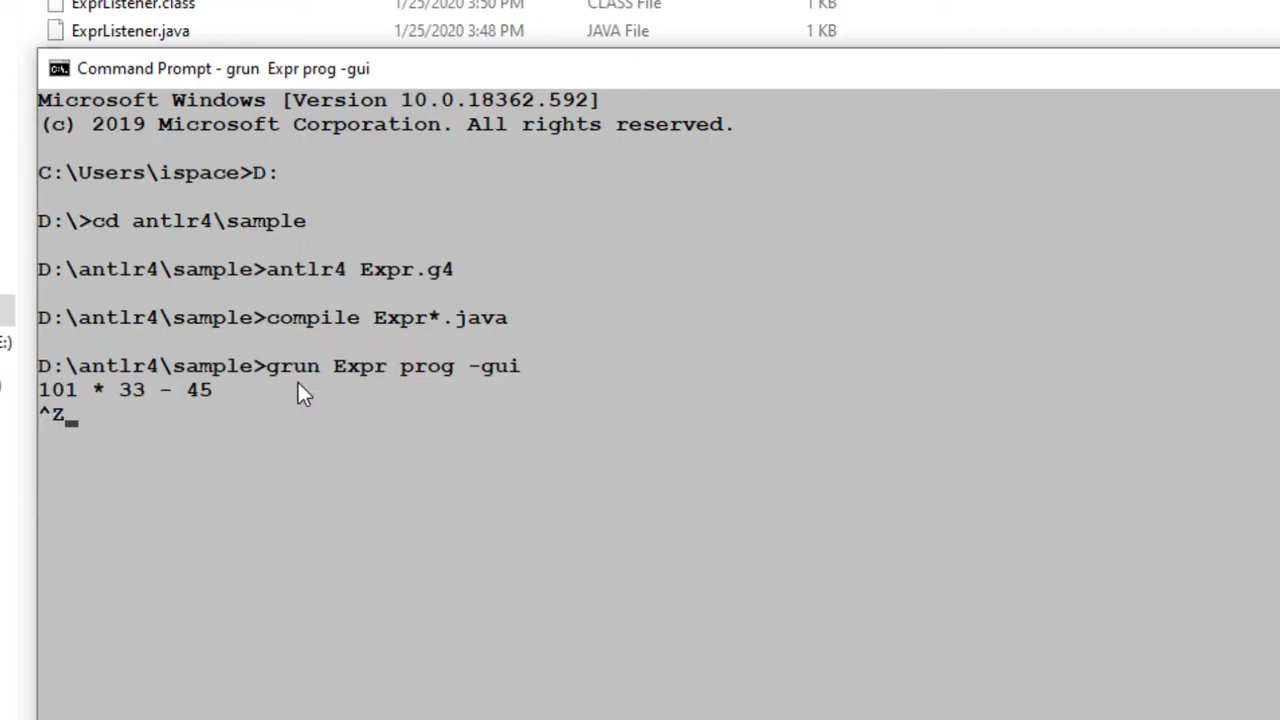 ExprListener.class 1/25/2020 3:50 PM CLASS File 1 KB
ExprListener.java 1/25/2020 3:48 PM JAVA File 1 KB
Command Prompt - grun  Expr prog -gui
Microsoft Windows [Version 10.0.18362.592]
(c) 2019 Microsoft Corporation. All rights reserved.
C:\Users\ispace>D:
D:\>cd antlr4\sample
D:\antlr4\sample>antlr4 Expr.g4
D:\antlr4\sample>compile Expr*.java
E:)
D:\antlr4\sample>grun Expr prog -gui
101 * 33 - 45
^Z